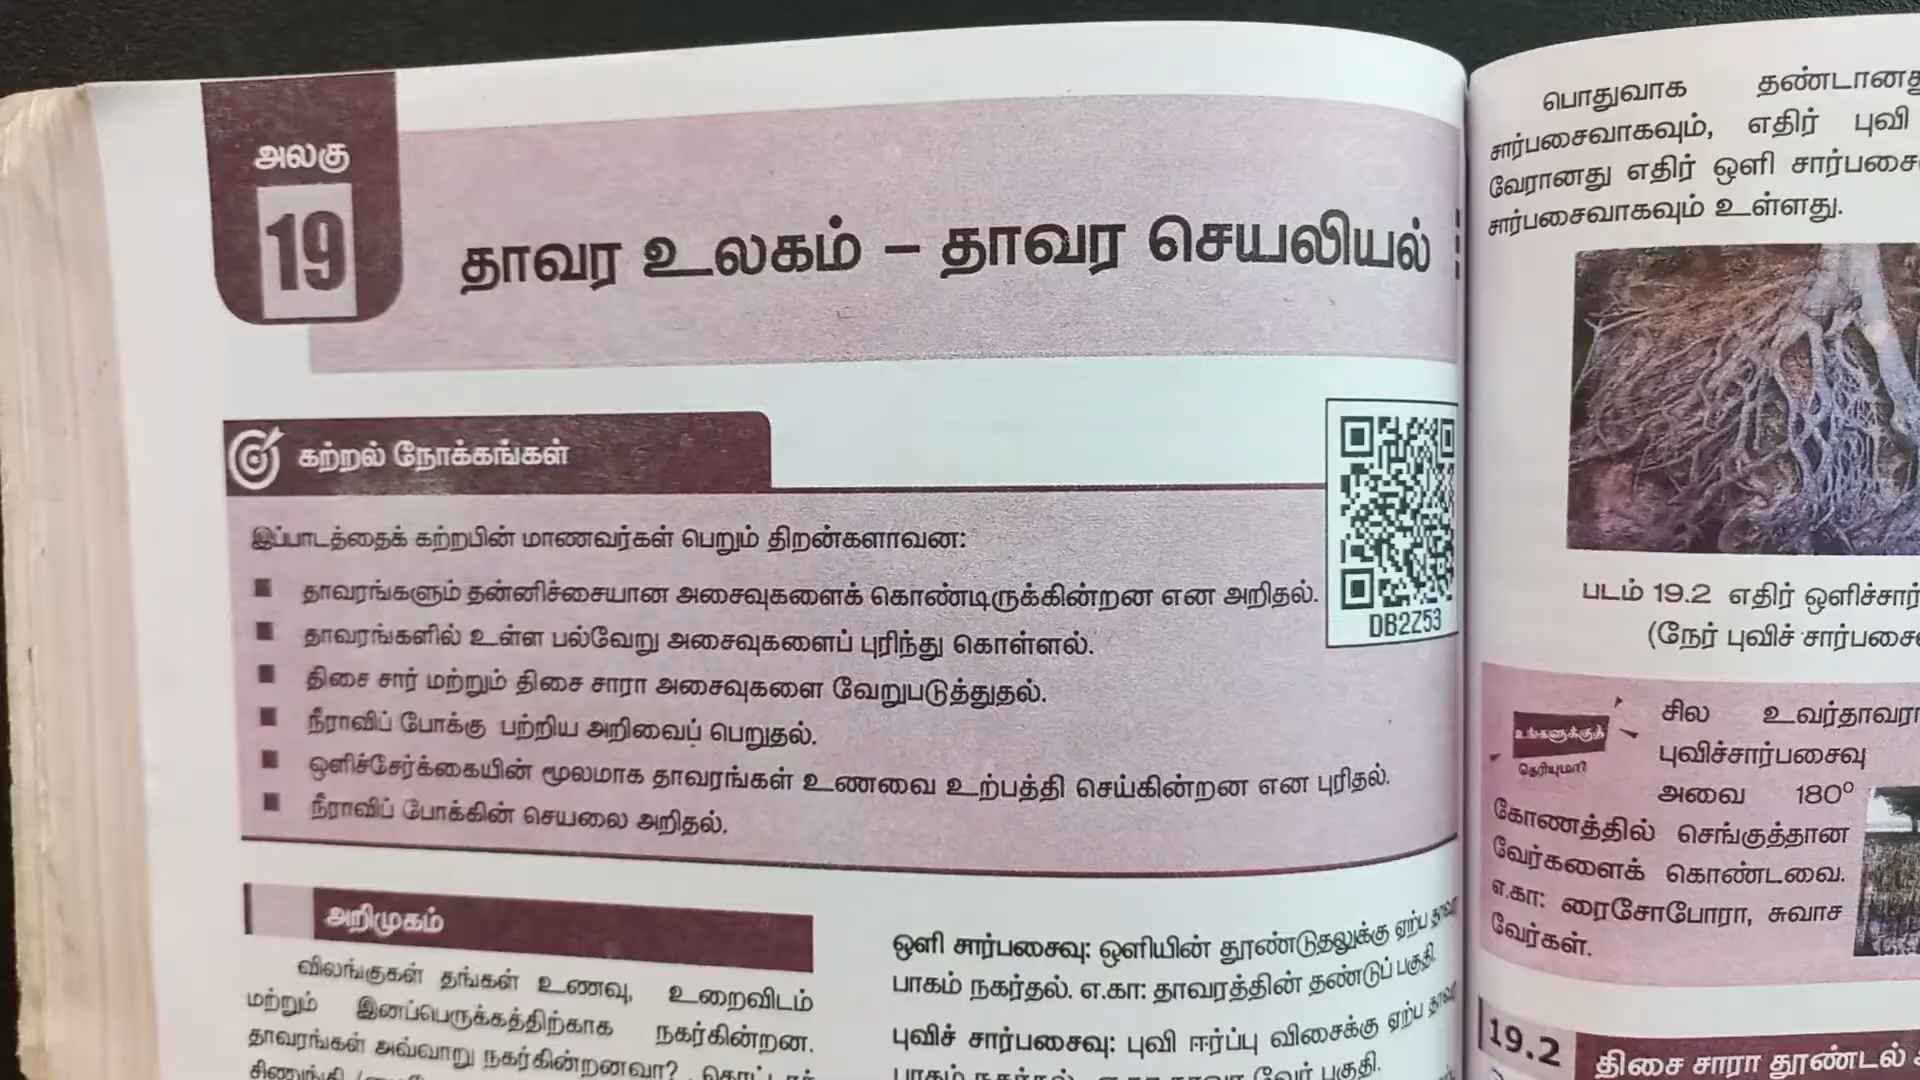 அலகு
19
தாவர உலகம் – தாவர செயலியல்
கற்றல் நோக்கங்கள்
இப்பாடத்தைக் கற்றபின் மாணவர்கள் பெறும் திறன்களாவன:
தாவரங்களும் தன்னிச்சையான அசைவுகளைக் கொண்டிருக்கின்றன என அறிதல்.
தாவரங்களில் உள்ள பல்வேறு அசைவுகளைப் புரிந்து கொள்ளல்.
திசை சார் மற்றும் திசை சாரா அசைவுகளை வேறுபடுத்துதல்.
நீராவிப் போக்கு பற்றிய அறிவைப் பெறுதல்.
ஒளிச்சேர்க்கையின் மூலமாக தாவரங்கள் உணவை உற்பத்தி செய்கின்றன என புரிதல்.
நீராவிப் போக்கின் செயலை அறிதல்.
DB2Z53
அறிமுகம்
விலங்குகள் தங்கள் உணவு, உறைவிடம்
மற்றும் இனப்பெருக்கத்திற்காக நகர்கின்றன.
தாவரங்கள் அவ்வாறு நகர்கின்றனவா?
ஒளி சார்பசைவு: ஒளியின் தூண்டுதலுக்கு ஏற்ப தாவர
பாகம் நகர்தல். எ.கா: தாவரத்தின் தண்டுப் பகுதி.
புவிச் சார்பசைவு: புவி ஈர்ப்பு விசைக்கு ஏற்ப தாவர
பாகம் நகர்தல். எ.கா: தாவர வேர் பகுதி.
பொதுவாக தண்டானது
சார்பசைவாகவும், எதிர் புவி
வேரானது எதிர் ஒளி
சார்பசைவாகவும் உள்ளது.
படம் 19.2 எதிர்
(நேர் புவிச்
உங்களுக்குத்
தெரியுமா?
சில
புவிச்சார்பசைவு
அவை 180°
கோணத்தில் செங்குத்தான
வேர்களைக் கொண்டவை.
எ.கா: ரைசோபோரா, சுவாச
வேர்கள்.
19.2 திசை சாரா தூண்டல்